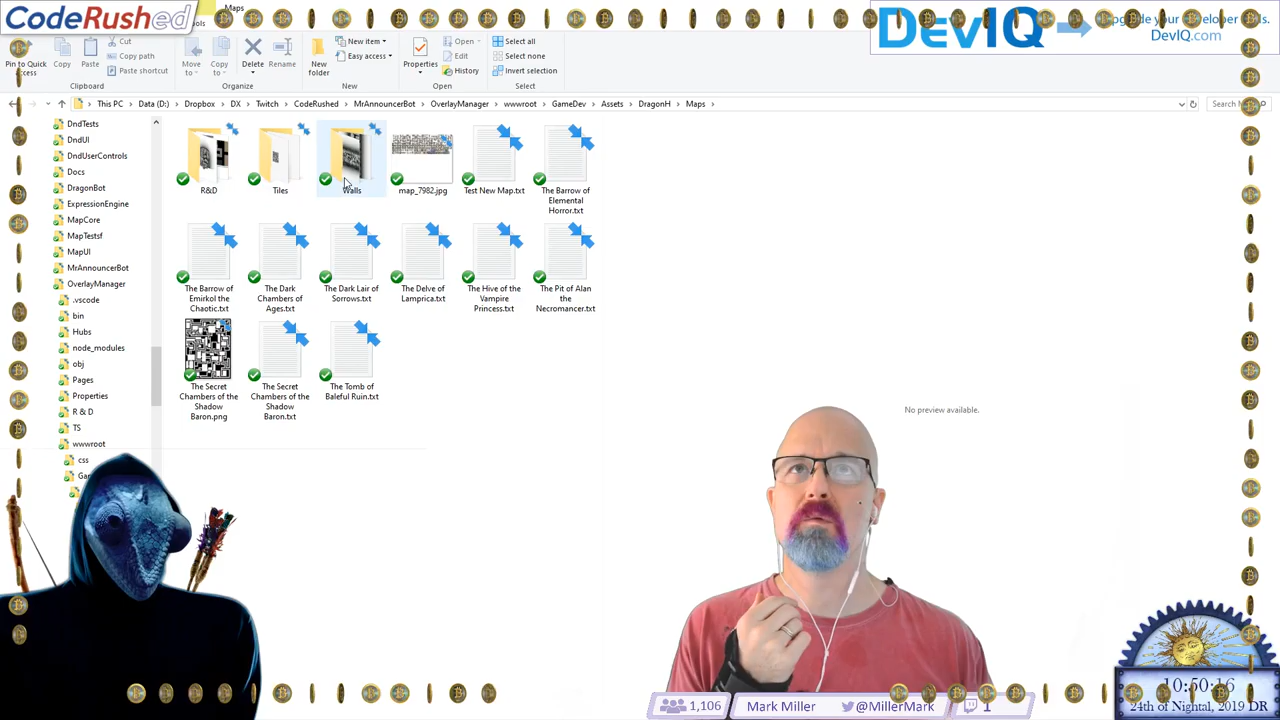 CodeRushed
Maps
Pin to Quick
access
Copy
Paste
Cut
Copy path
Paste shortcut
Clipboard
Move
to
Copy
to
Delete
Rename
Organize
New
folder
New item
Easy access
New
Properties
Open
Edit
History
Open
Select all
Select none
Invert selection
Select
DevIQ
your developer
DevIQ.com
This PC > Data (D:) > Dropbox > DX > Twitch > CodeRushed > MrAnnouncerBot > OverlayManager > wwwroot > GameDev > Assets > DragonH > Maps >
DndTests
DndUI
DndUserControls
Docs
DragonBot
ExpressionEngine
MapCore
MapTestsf
MapUI
MrAnnouncerBot
OverlayManager
.vscode
bin
Hubs
node_modules
obj
Pages
Properties
R & D
TS
wwwroot
css
R&D
Tiles
Walls
map_7982.jpg
Test New Map.txt
The Barrow of
Elemental
Horror.txt
The Barrow of
Emirkol the
Chaotic.txt
The Dark
Chambers of
Ages.txt
The Dark Lair of
Sorrows.txt
The Delve of
Lamprica.txt
The Hive of the
Vampire
Princess.txt
The Pit of Alan
the
Necromancer.txt
The Secret
Chambers of the
Shadow
Baron.png
The Secret
Chambers of the
Shadow
Baron.txt
The Tomb of
Baleful Ruin.txt
No preview available.
1,106
Mark Miller
@MillerMark
1
10:50:16
24th of Nightal, 2019 DR